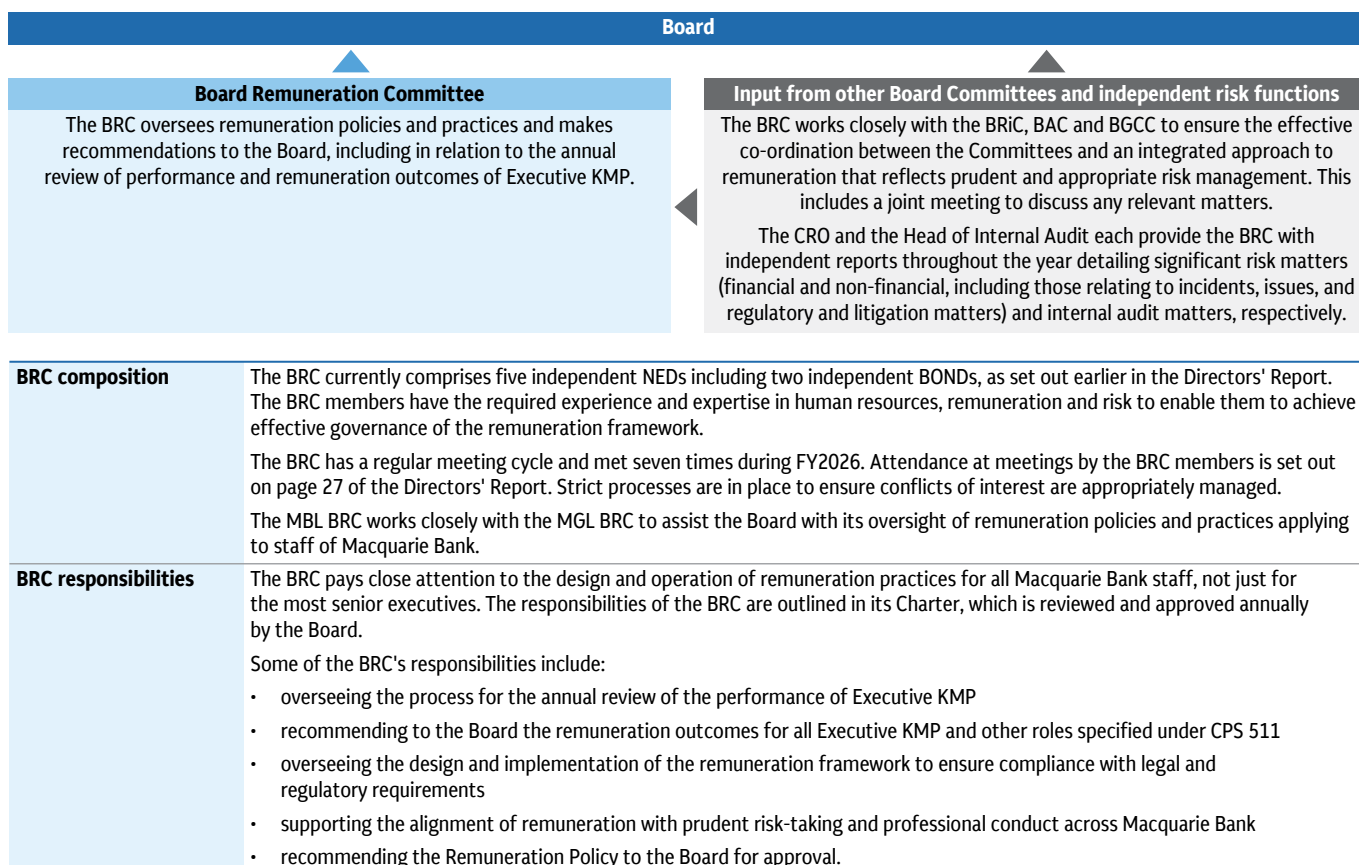 Board
Board Remuneration Committee
The BRC oversees remuneration policies and practices and makes
recommendations to the Board, including in relation to the annual
review of performance and remuneration outcomes of Executive KMP.
Input from other Board Committees and independent risk functions
The BRC works closely with the BRiC, BAC and BGCC to ensure the effective
co-ordination between the Committees and an integrated approach to
remuneration that reflects prudent and appropriate risk management. This
includes a joint meeting to discuss any relevant matters.
The CRO and the Head of Internal Audit each provide the BRC with
independent reports throughout the year detailing significant risk matters
(financial and non-financial, including those relating to incidents, issues, and
regulatory and litigation matters) and internal audit matters, respectively.
BRC composition
The BRC currently comprises five independent NEDs including two independent BONDs, as set out earlier in the Directors' Report.
The BRC members have the required experience and expertise in human resources, remuneration and risk to enable them to achieve
effective governance of the remuneration framework.
The BRC has a regular meeting cycle and met seven times during FY2026. Attendance at meetings by the BRC members is set out
on page 27 of the Directors' Report. Strict processes are in place to ensure conflicts of interest are appropriately managed.
The MBL BRC works closely with the MGL BRC to assist the Board with its oversight of remuneration policies and practices applying
to staff of Macquarie Bank.
BRC responsibilities
The BRC pays close attention to the design and operation of remuneration practices for all Macquarie Bank staff, not just for
the most senior executives. The responsibilities of the BRC are outlined in its Charter, which is reviewed and approved annually
by the Board.
Some of the BRC's responsibilities include:
• overseeing the process for the annual review of the performance of Executive KMP
• recommending to the Board the remuneration outcomes for all Executive KMP and other roles specified under CPS 511
• overseeing the design and implementation of the remuneration framework to ensure compliance with legal and
regulatory requirements
• supporting the alignment of remuneration with prudent risk-taking and professional conduct across Macquarie Bank
• recommending the Remuneration Policy to the Board for approval.